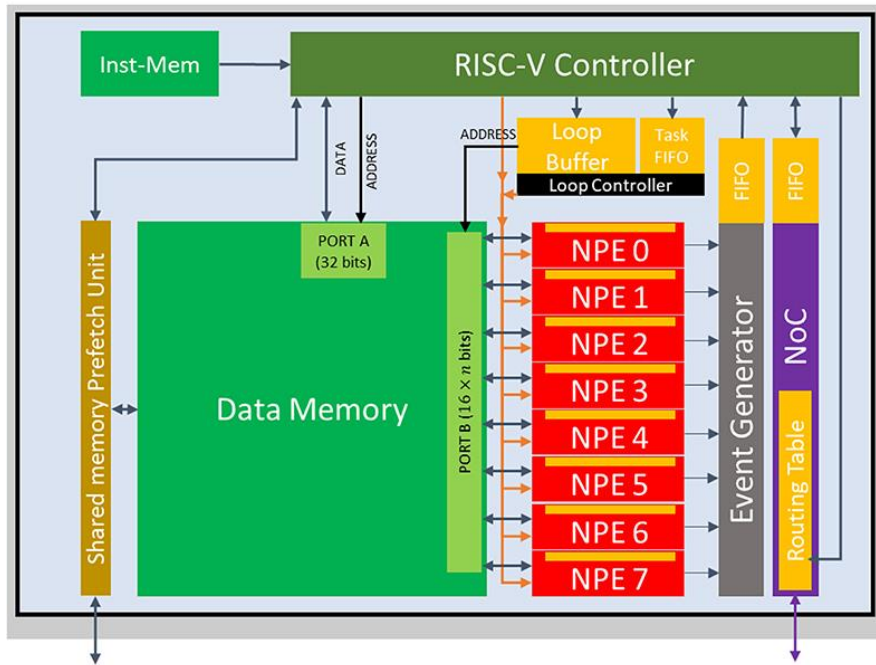 Inst-Mem
RISC-V Controller
DATA
ADDRESS
ADDRESS
Loop
Buffer
Task
FIFO
Loop Controller
FIFO
FIFO
Shared memory Prefetch Unit
PORT A
(32 bits)
Data Memory
PORT B (16 × n bits)
NPE 0
NPE 1
NPE 2
NPE 3
NPE 4
NPE 5
NPE 6
NPE 7
Event Generator
NoC
Routing Table